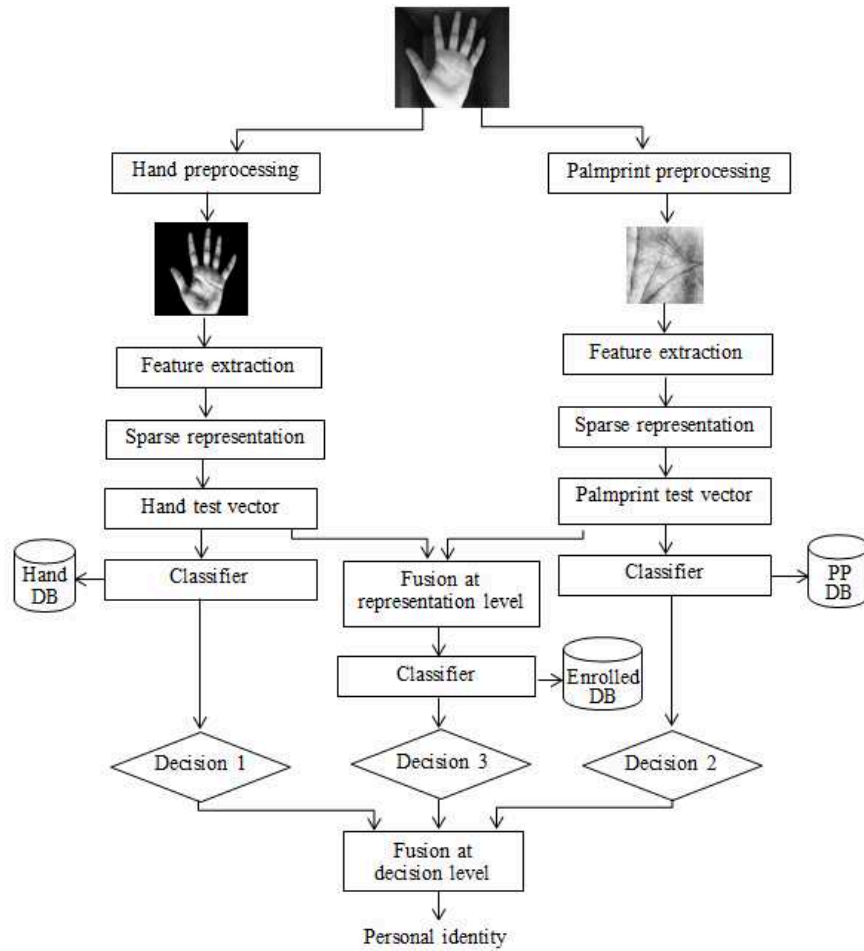 Hand preprocessing
Palmprint preprocessing
Feature extraction
Feature extraction
Sparse representation
Sparse representation
Hand test vector
Palmprint test vector
Hand
DB
Classifier
Fusion at
representation level
Classifier
PP
DB
Classifier
Enrolled
DB
Decision 1
Decision 3
Decision 2
Fusion at
decision level
Personal identity